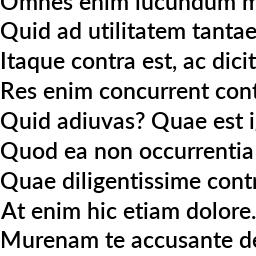 Omnes enim iucundum m
Quid ad utilitatem tantae
Itaque contra est, ac dicit
Res enim concurrent cont
Quid adiuvas? Quae est i
Quod ea non occurrentia
Quae diligentissime contr
At enim hic etiam dolore.
Murenam te accusante de